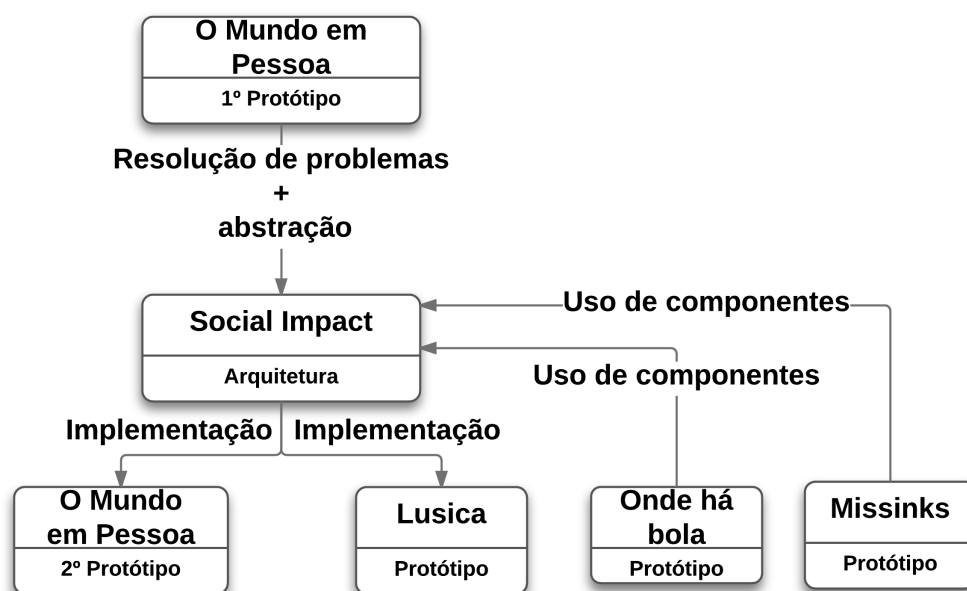 O Mundo em
Pessoa
1º Protótipo
Resolução de problemas
+
abstração
Social Impact
Arquitetura
Uso de componentes
Uso de componentes
Implementação
Implementação
O Mundo
em Pessoa
2º Protótipo
Lusica
Protótipo
Onde há
bola
Protótipo
Missinks
Protótipo